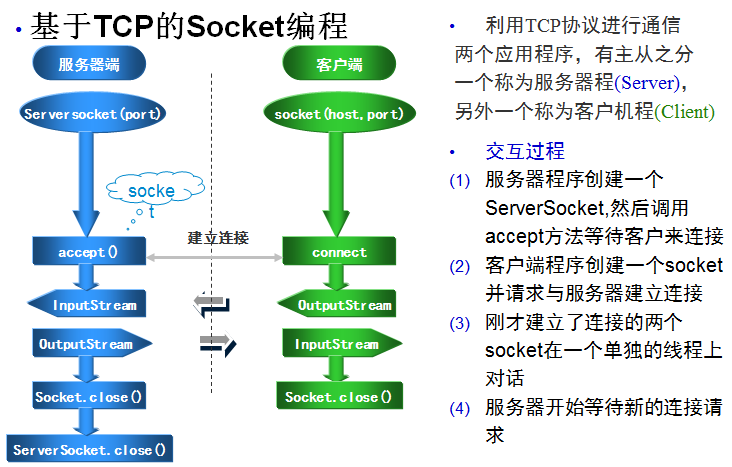 • 基于TCP的Socket编程
服务器端
客户端
Serversocket(port)
socket(host.port)
socke
t
建立连接
accept()
connect
InputStream
OutputStream
OutputStream
InputStream
Socket.close()
Socket.close()
ServerSocket.close()
• 利用TCP协议进行通信
两个应用程序，有主从之分
一个称为服务器程(Server)，
另外一个称为客户机程(Client)
• 交互过程
(1) 服务器程序创建一个
ServerSocket,然后调用
accept方法等待客户来连接
(2) 客户端程序创建一个socket
并请求与服务器建立连接
(3) 刚才建立了连接的两个
socket在一个单独的线程上
对话
(4) 服务器开始等待新的连接请
求